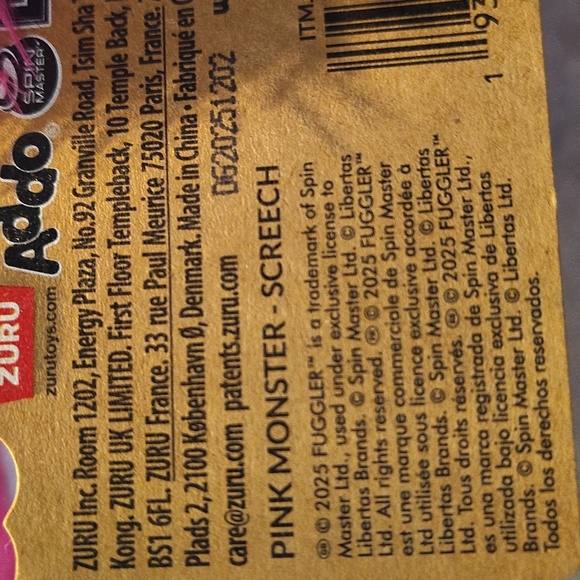 ZURU
Addo®
SPIN MASTER™
zurutoys.com
ZURU Inc. Room 1202, Energy Plaza, No.92 Granville Road, Tsim Sha
Kong. ZURU UK LIMITED. First Floor Templeback, 10 Temple Back,
BS1 6FL. ZURU France. 33 rue Paul Meurice 75020 Paris, France.
Plads 2, 2100 København Ø, Denmark. Made in China • Fabriqué en
care@zuru.com patents.zuru.com
DG20251202
PINK MONSTER - SCREECH
ITM.
1 93
® © 2025 FUGGLER™ is a trademark of Spin
Master Ltd., used under exclusive license to
Libertas Brands. © Spin Master Ltd. © Libertas
Ltd. All rights reserved. ® © 2025 FUGGLER™
est une marque commerciale de Spin Master
Ltd utilisée sous licence exclusive accordée à
Libertas Brands. © Spin Master Ltd. © Libertas
Ltd. Tous droits réservés. ® © 2025 FUGGLER™
es una marca registrada de Spin Master Ltd.,
utilizada bajo licencia exclusiva de Libertas
Brands. © Spin Master Ltd. © Libertas Ltd.
Todos los derechos reservados.